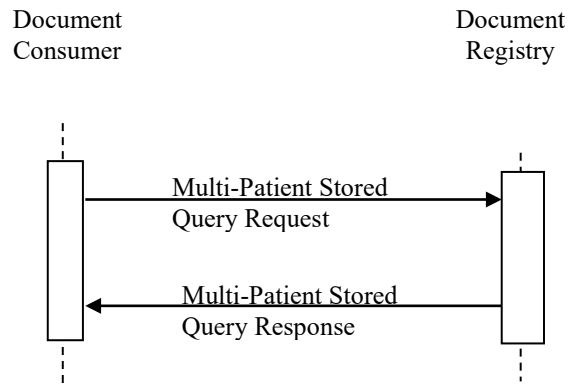 Document
Consumer
Document
Registry
Multi-Patient Stored
Query Request
Multi-Patient Stored
Query Response